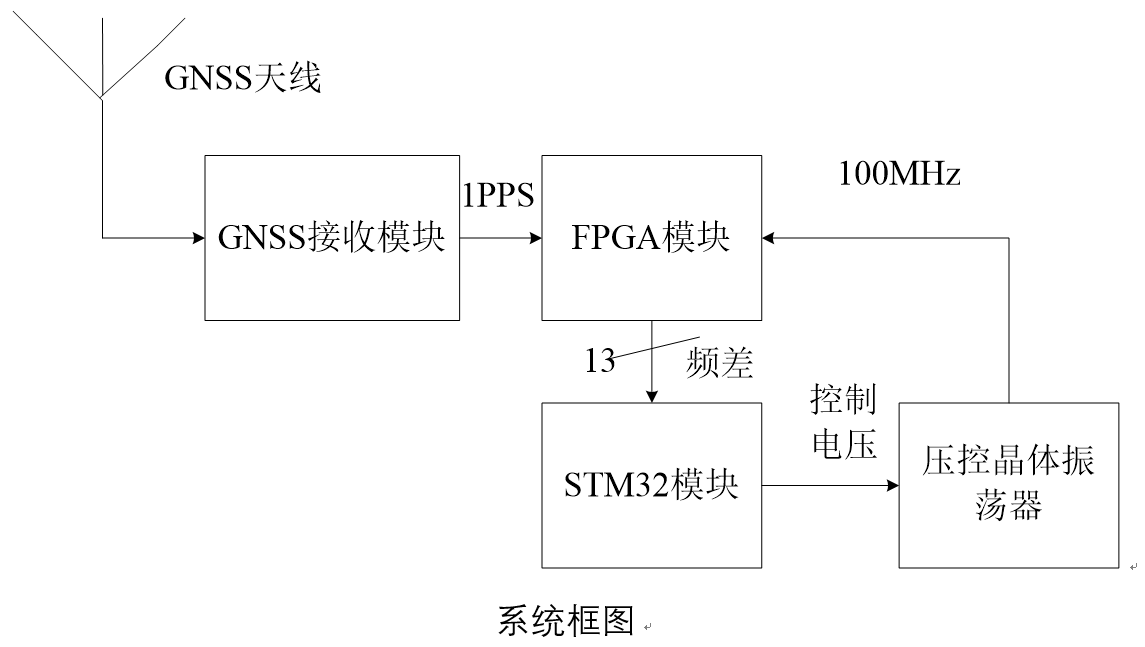 GNSS天线
GNSS接收模块
1PPS
FPGA模块
100MHz
13
频差
STM32模块
控制
电压
压控晶体振
荡器
系统框图